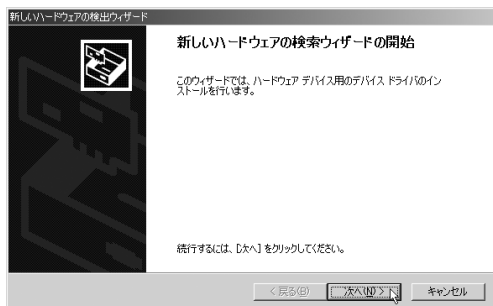 新しいハードウェアの検出ウィザード
新しいハードウェアの検索ウィザードの開始
このウィザードでは、ハードウェア デバイス用のデバイス ドライバのイン
ストールを行います。
続行するには、[次へ] をクリックしてください。
< 戻る(B)
次へ(N) >
キャンセル